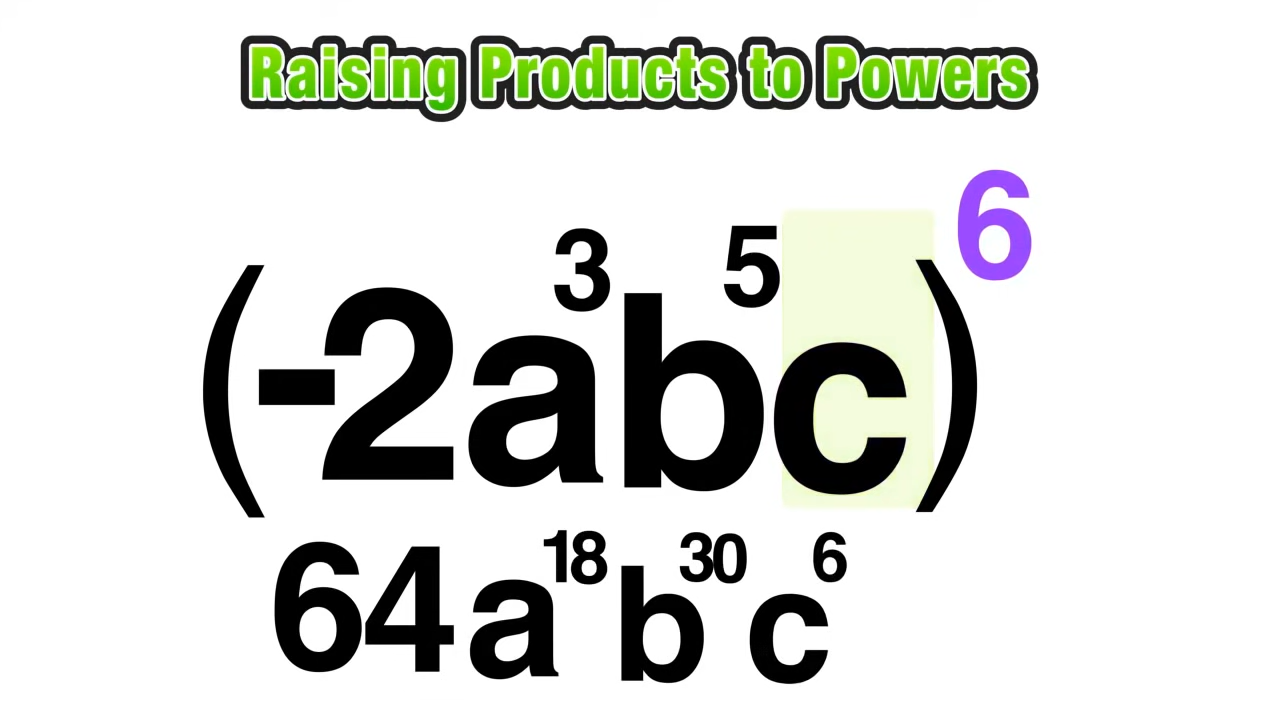 Raising Products to Powers
(-2a³b⁵c)⁶
64a¹⁸b³⁰c⁶